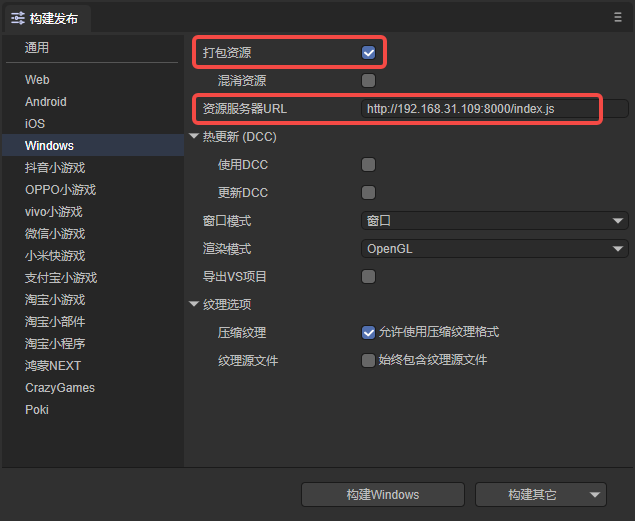 构建发布
通用
Web
Android
iOS
Windows
抖音小游戏
OPPO小游戏
vivo小游戏
微信小游戏
小米快游戏
支付宝小游戏
淘宝小游戏
淘宝小部件
淘宝小程序
鸿蒙NEXT
CrazyGames
Poki
打包资源
混淆资源
资源服务器URL http://192.168.31.109:8000/index.js
热更新 (DCC)
使用DCC
更新DCC
窗口模式 窗口
渲染模式 OpenGL
导出VS项目
纹理选项
压缩纹理 允许使用压缩纹理格式
纹理源文件 始终包含纹理源文件
构建Windows 构建其它